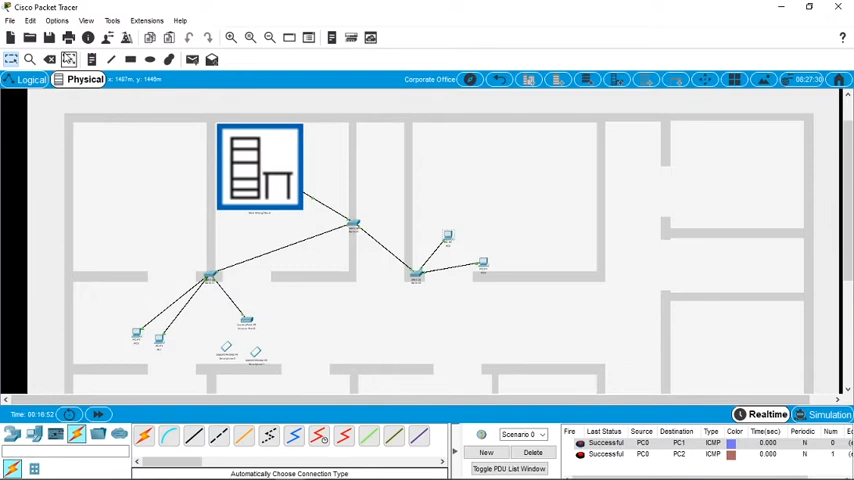 Cisco Packet Tracer
File Edit Options View Tools Extensions Help
Logical Physical x: 1487m, y: 1446m Corporate Office 08:27:30
Time: 00:16:52 Realtime Simulation
Scenario 0
New Delete
Toggle PDU List Window
Automatically Choose Connection Type
Fire Last Status Source Destination Type Color Time(sec) Periodic Num
Successful PC0 PC1 ICMP 0.000 N 0
Successful PC0 PC2 ICMP 0.000 N 1